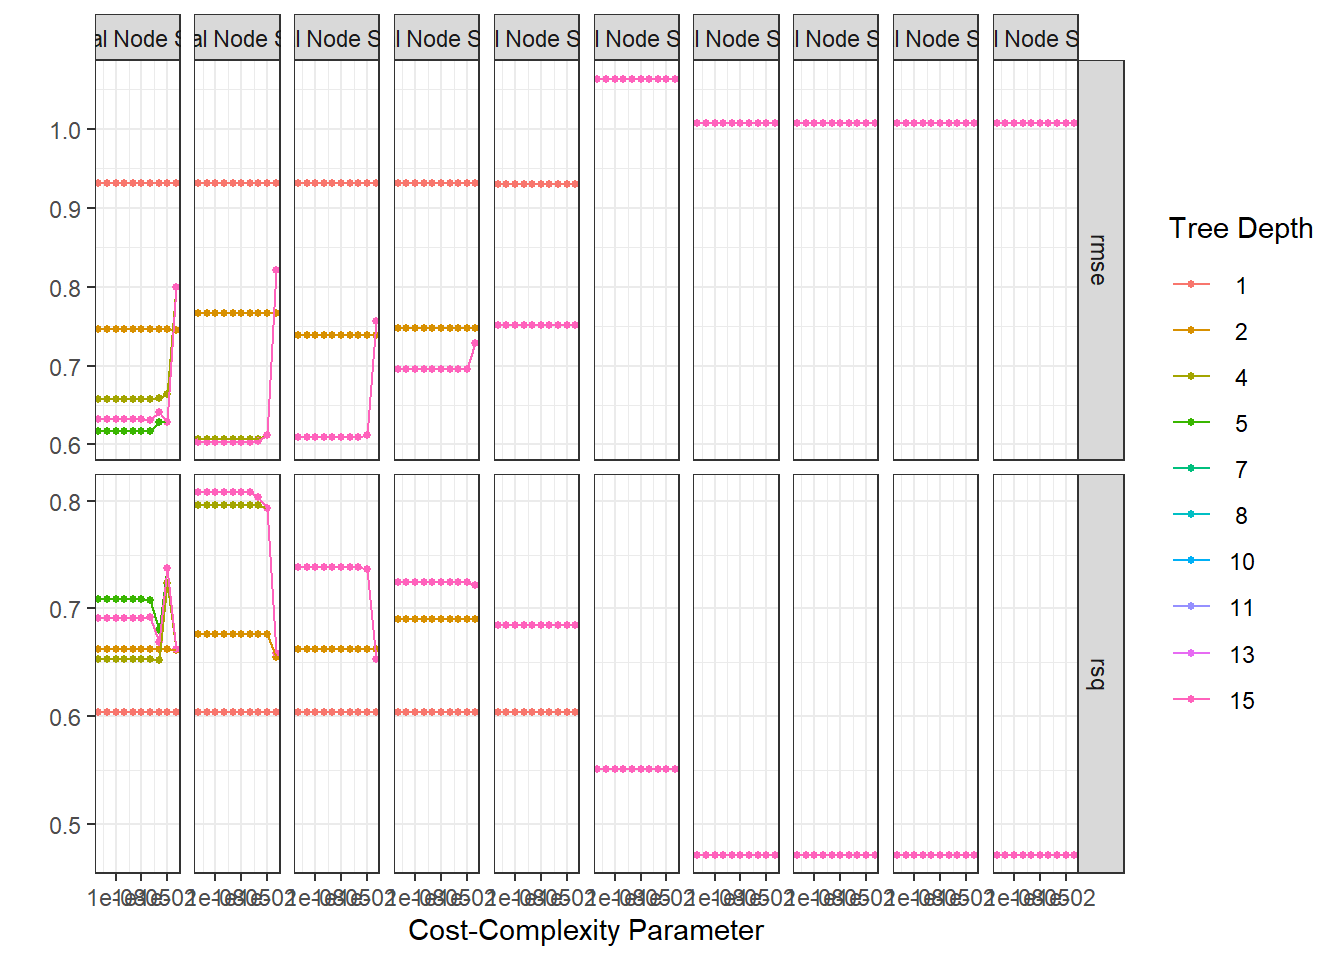 al Node S
al Node S
l Node S
l Node S
l Node S
l Node S
l Node S
l Node S
l Node S
l Node S
1.0
0.9
0.8
0.7
0.6
rmse
0.8
0.7
0.6
0.5
rsq
Cost-Complexity Parameter
Tree Depth
1
2
4
5
7
8
10
11
13
15